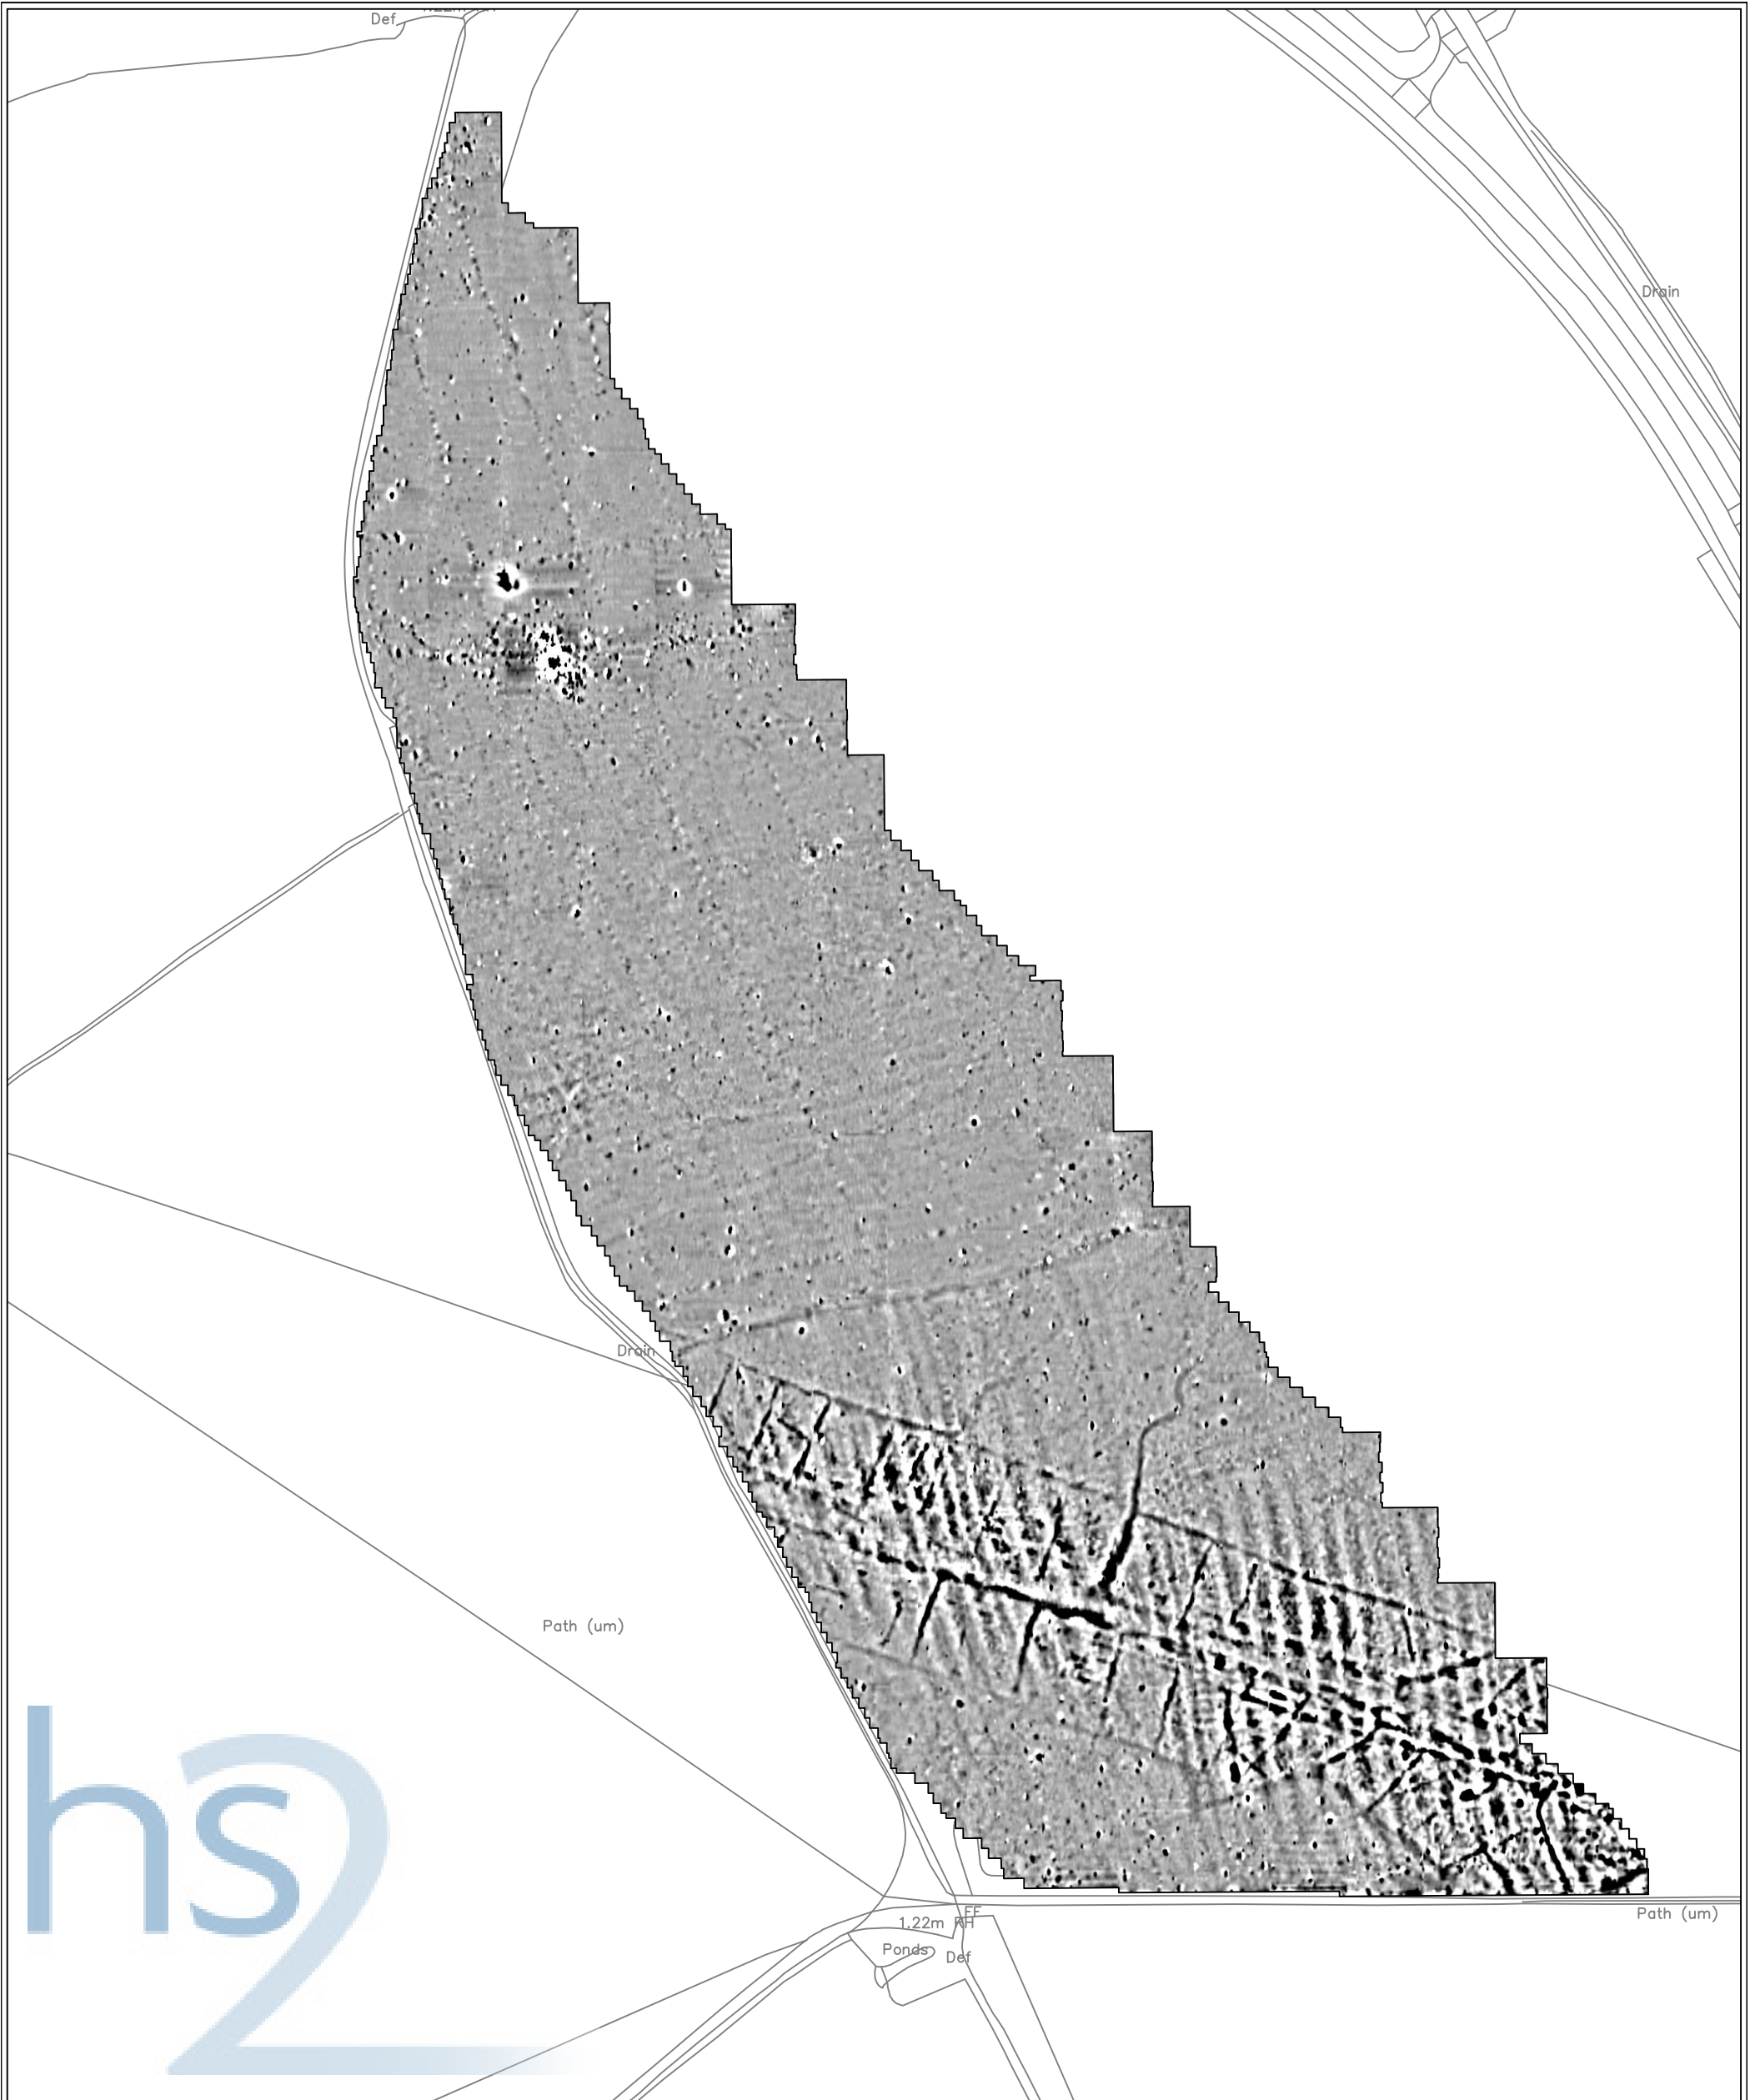 Def
Drain
Drain
Path (um)
hs2
Path (um)
FF
1.22m RH
Ponds
Def